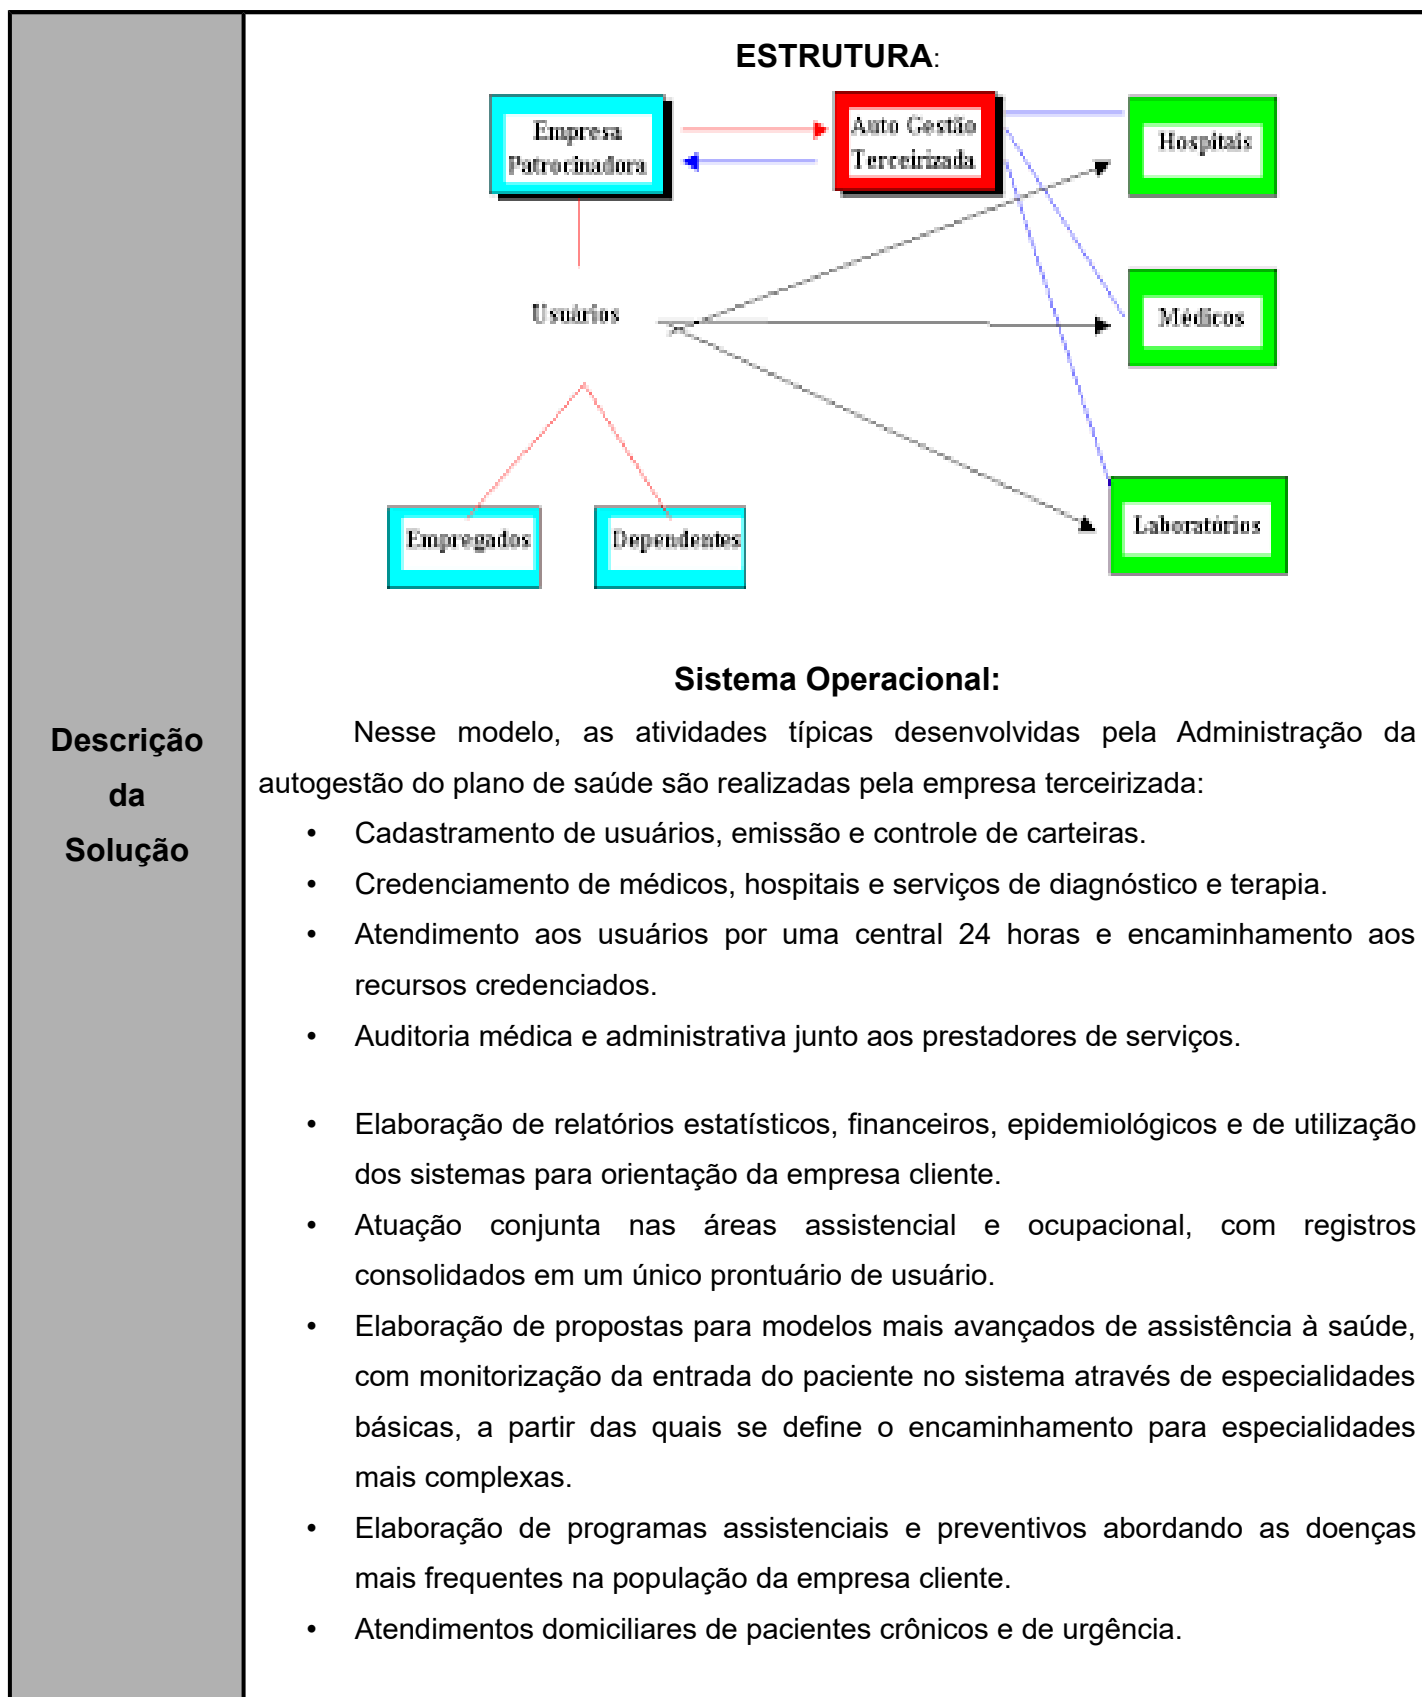 ESTRUTURA:
Empresa
Patrocinadora
Auto Gestão
Terceirizada
Hospitais
Usuários
Médicos
Empregados
Dependentes
Laboratórios
Descrição
da
Solução
Sistema Operacional:
Nesse modelo, as atividades típicas desenvolvidas pela Administração da
autogestão do plano de saúde são realizadas pela empresa terceirizada:
• Cadastramento de usuários, emissão e controle de carteiras.
• Credenciamento de médicos, hospitais e serviços de diagnóstico e terapia.
• Atendimento aos usuários por uma central 24 horas e encaminhamento aos
recursos credenciados.
• Auditoria médica e administrativa junto aos prestadores de serviços.
• Elaboração de relatórios estatísticos, financeiros, epidemiológicos e de utilização
dos sistemas para orientação da empresa cliente.
• Atuação conjunta nas áreas assistencial e ocupacional, com registros
consolidados em um único prontuário de usuário.
• Elaboração de propostas para modelos mais avançados de assistência à saúde,
com monitorização da entrada do paciente no sistema através de especialidades
básicas, a partir das quais se define o encaminhamento para especialidades
mais complexas.
• Elaboração de programas assistenciais e preventivos abordando as doenças
mais frequentes na população da empresa cliente.
• Atendimentos domiciliares de pacientes crônicos e de urgência.